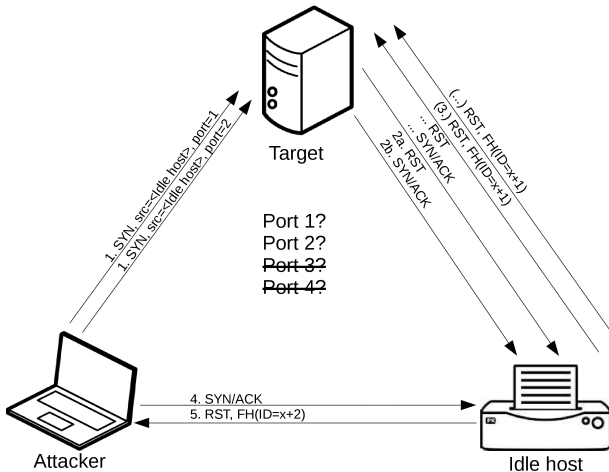 Target
1. SYN, src=<Idle host>, port=1
1. SYN, src=<Idle host>, port=2
(...) RST, FH(ID=x+1)
(3.) RST, FH(ID=x+1)
... RST
... SYN/ACK
2a. RST
2b. SYN/ACK
Port 1?
Port 2?
Port 3?
Port 4?
4. SYN/ACK
5. RST, FH(ID=x+2)
Attacker
Idle host